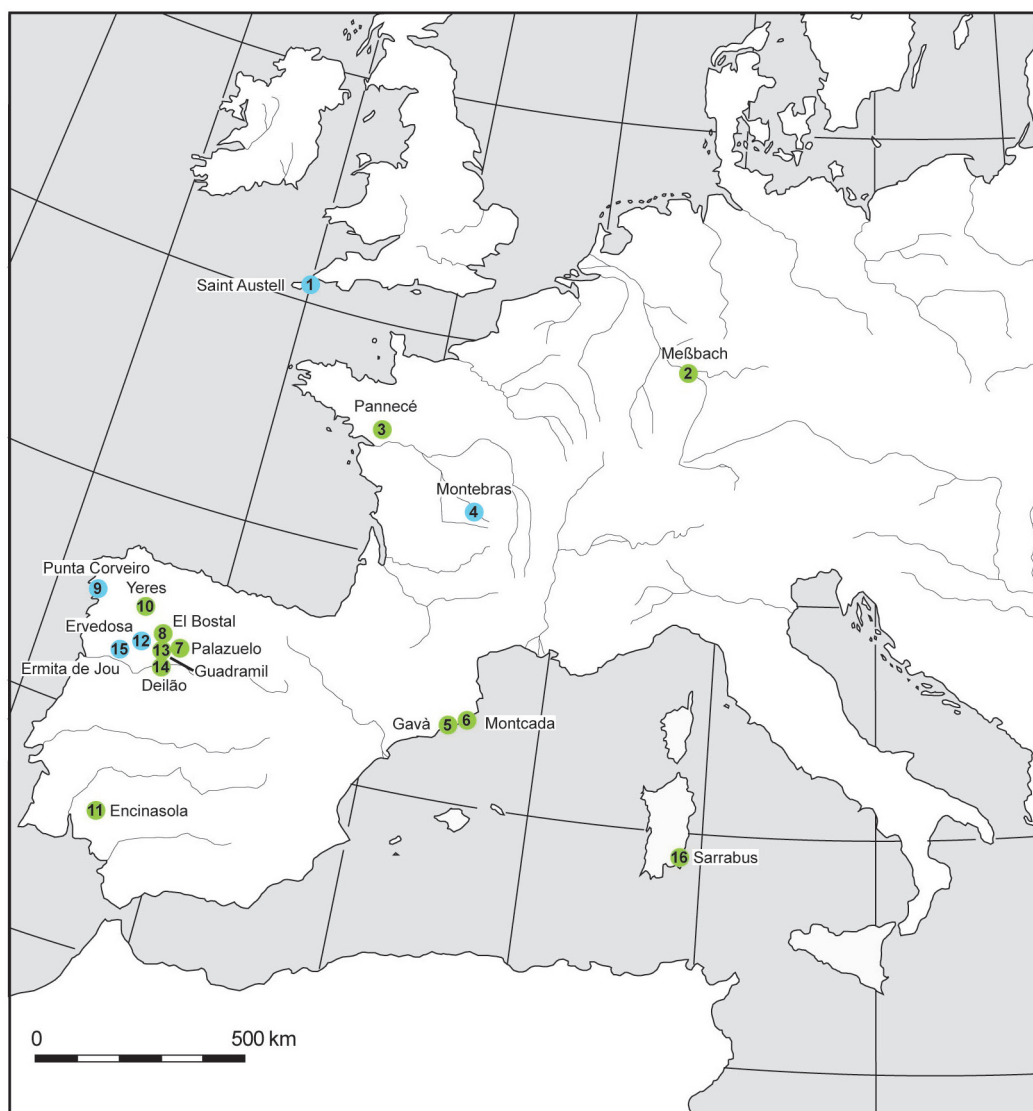 Saint Austell
1
Meßbach
2
Pannecé
3
Montebras
4
Punta Corveiro
9
Yeres
10
El Bostal
8
Ervedosa
12
15
13
7
Palazuelo
Ermita de Jou
Guadramil
14
Deilão
Gavà
5
6
Montcada
11
Encinasola
16
Sarrabus
0
500 km